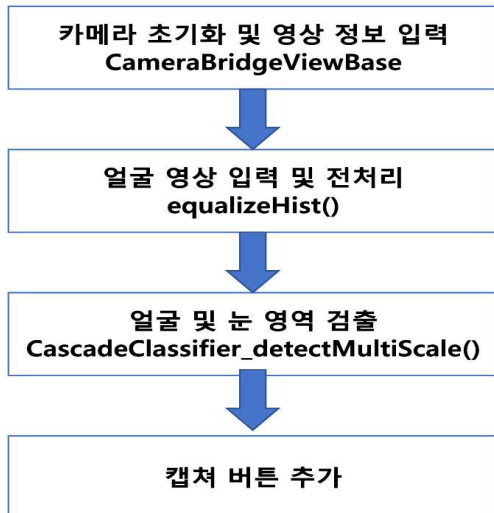 카메라 초기화 및 영상 정보 입력
CameraBridgeViewBase
얼굴 영상 입력 및 전처리
equalizeHist()
얼굴 및 눈 영역 검출
CascadeClassifier_detectMultiScale()
캡쳐 버튼 추가